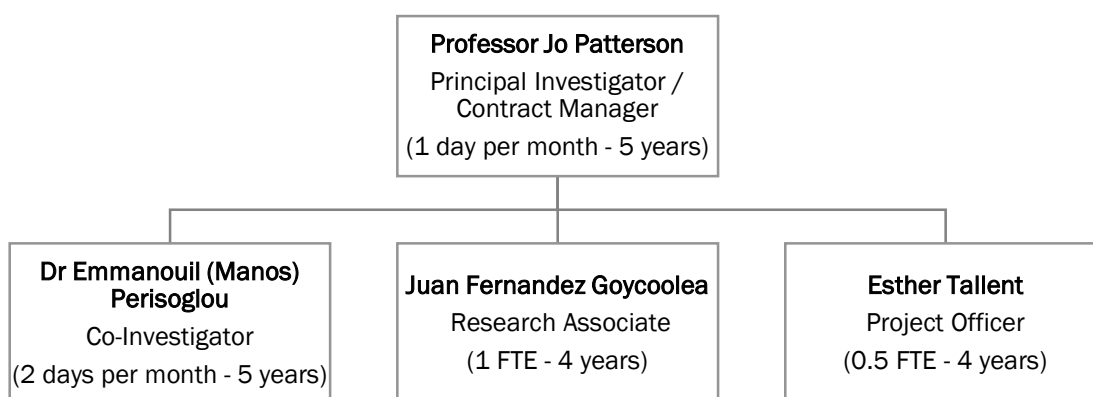 Professor Jo Patterson
Principal Investigator /
Contract Manager
(1 day per month - 5 years)
Dr Emmanouil (Manos)
Perisoglou
Co-Investigator
(2 days per month - 5 years)
Juan Fernandez Goycoolea
Research Associate
(1 FTE - 4 years)
Esther Tallent
Project Officer
(0.5 FTE - 4 years)